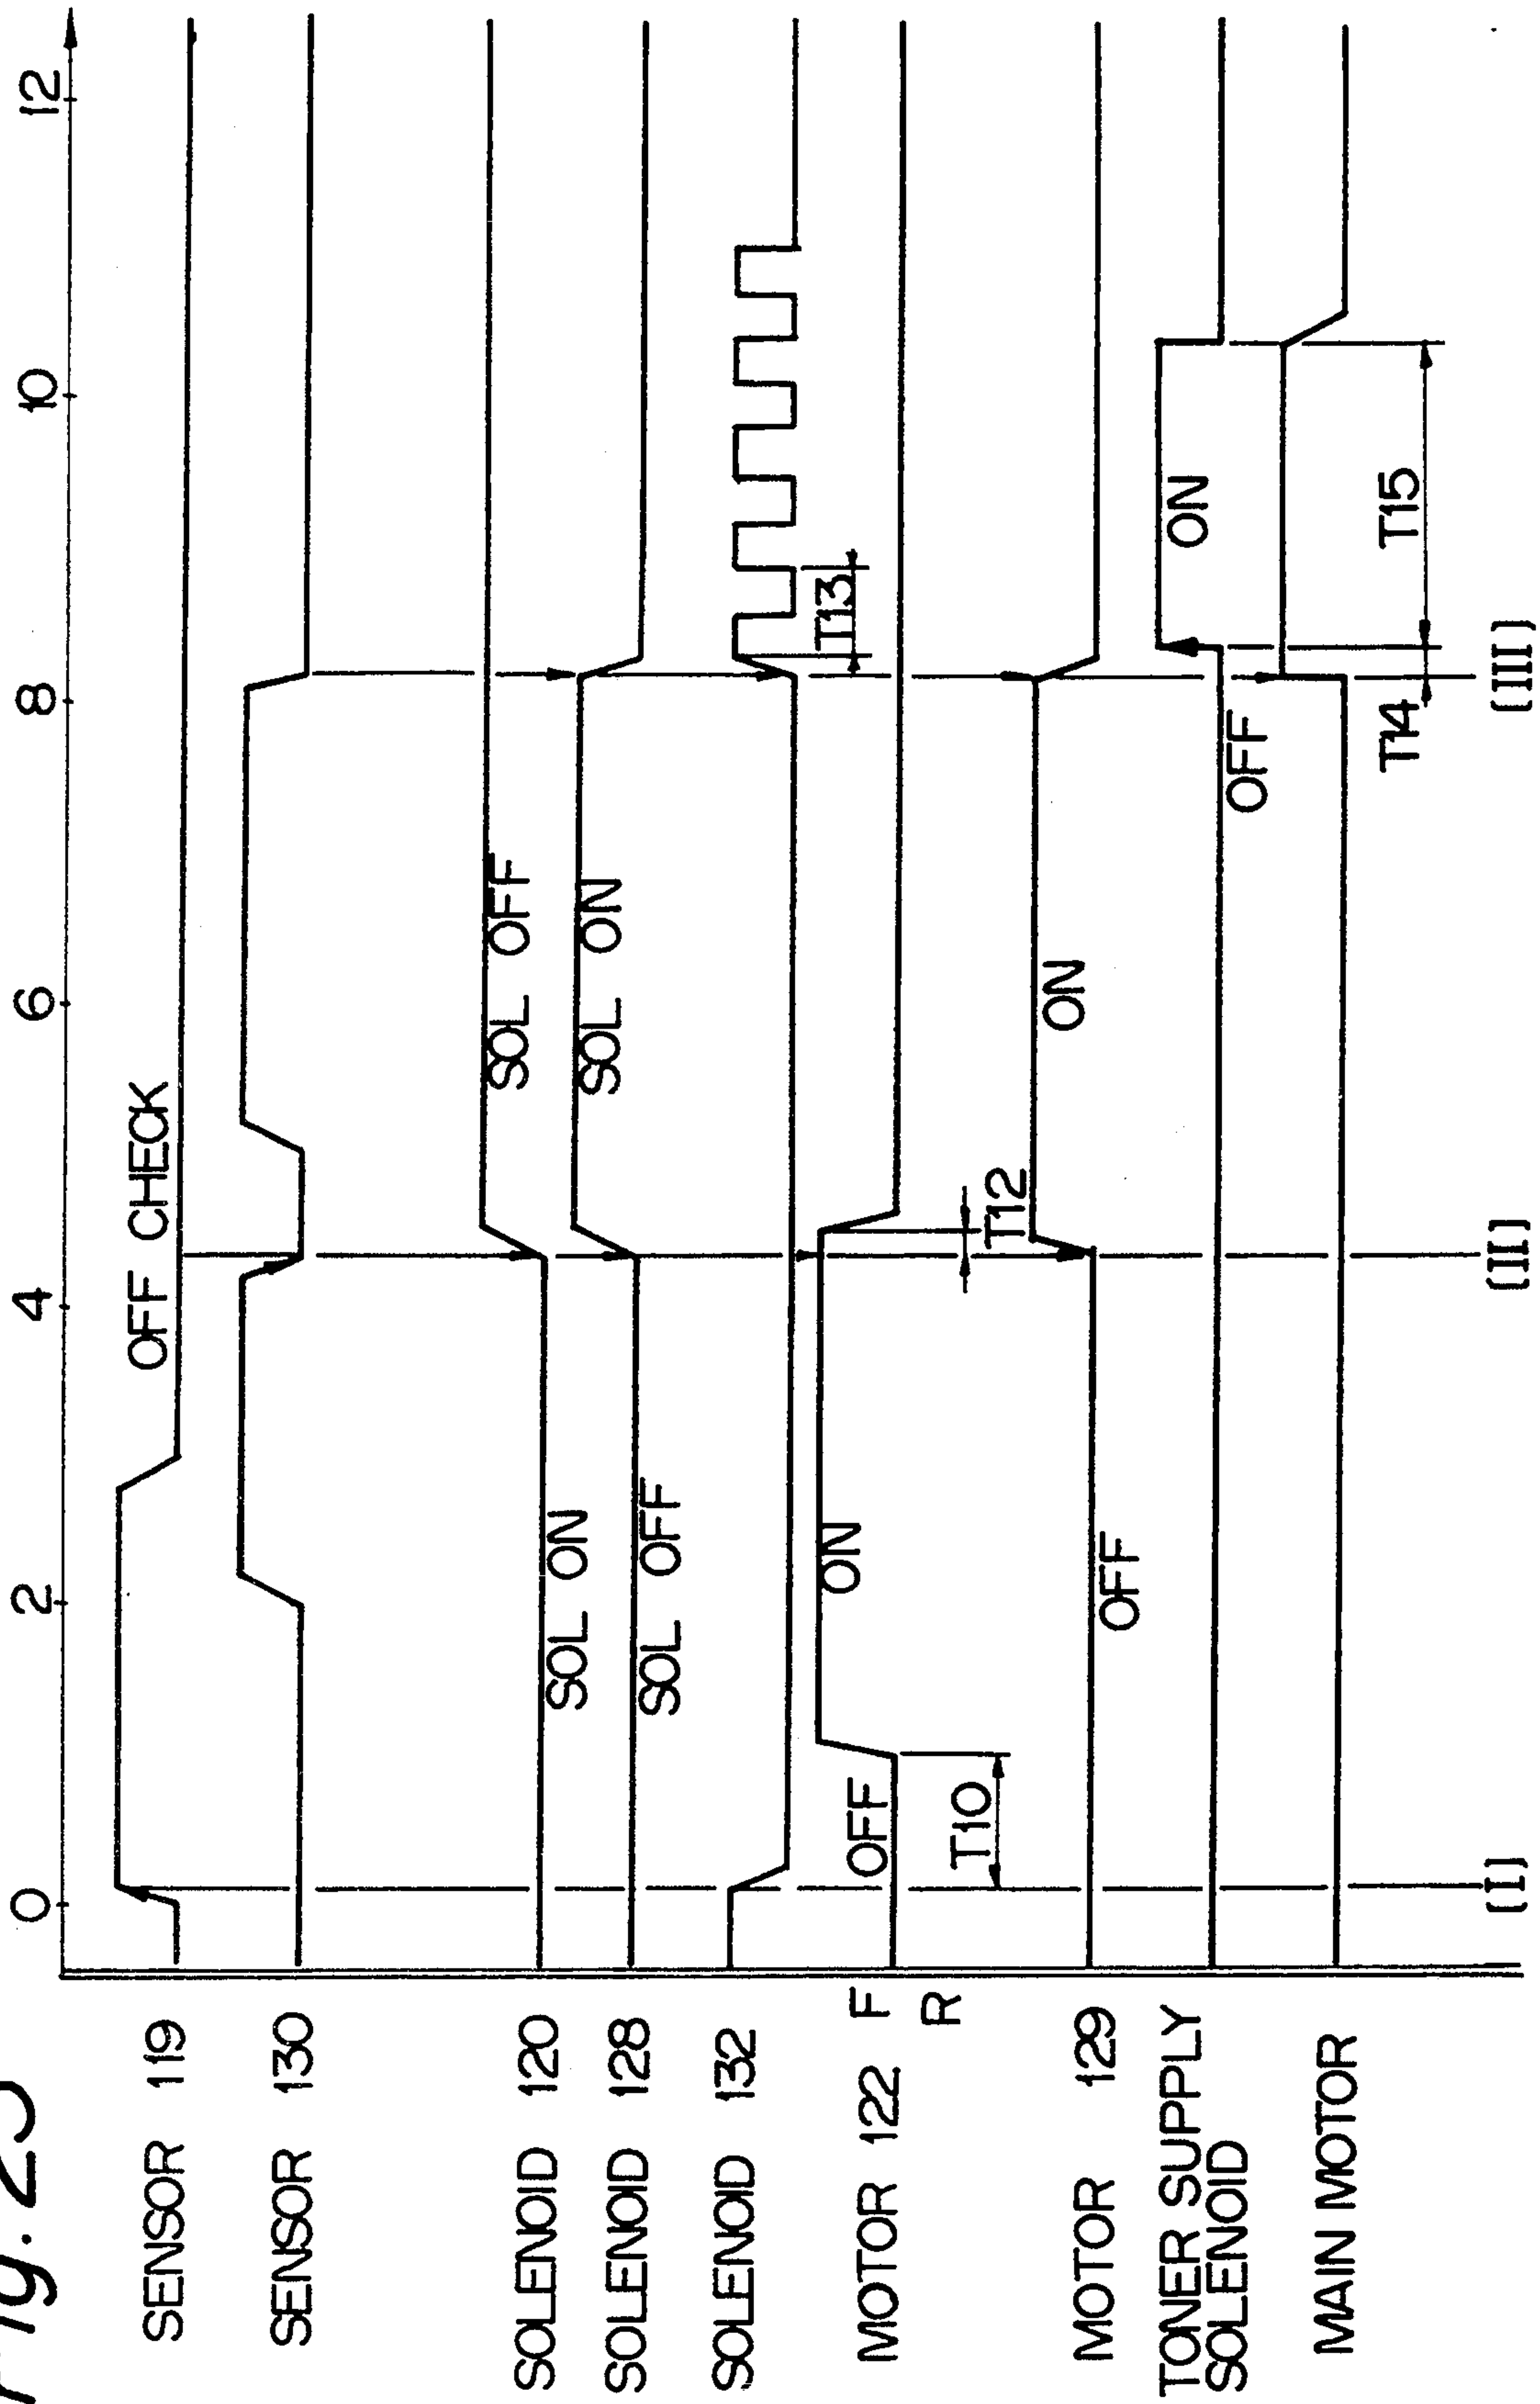 Fig. 25
0 2 4 6 8 10 12
SENSOR 119
OFF CHECK
SENSOR 130
SOLENOID 120
SOL ON
SOL OFF
SOLENOID 128
SOL OFF
SOL ON
SOLENOID 132
T13
MOTOR 122 F
R
OFF
ON
T10
T12
MOTOR 129
OFF
ON
TONER SUPPLY
SOLENOID
OFF
ON
MAIN MOTOR
T14
T15
(I)
(II)
(III)